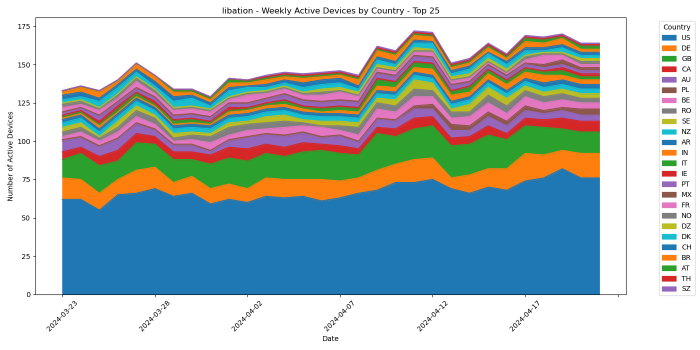 libation - Weekly Active Devices by Country - Top 25
Number of Active Devices
175
150
125
100
75
50
25
0
2024-03-23
2024-03-28
2024-04-02
2024-04-07
2024-04-12
2024-04-17
Date
Country
US
DE
GB
CA
AU
PL
BE
RO
SE
NZ
AR
IN
IT
IE
PT
MX
FR
NO
DZ
DK
CH
BR
AT
TH
SZ